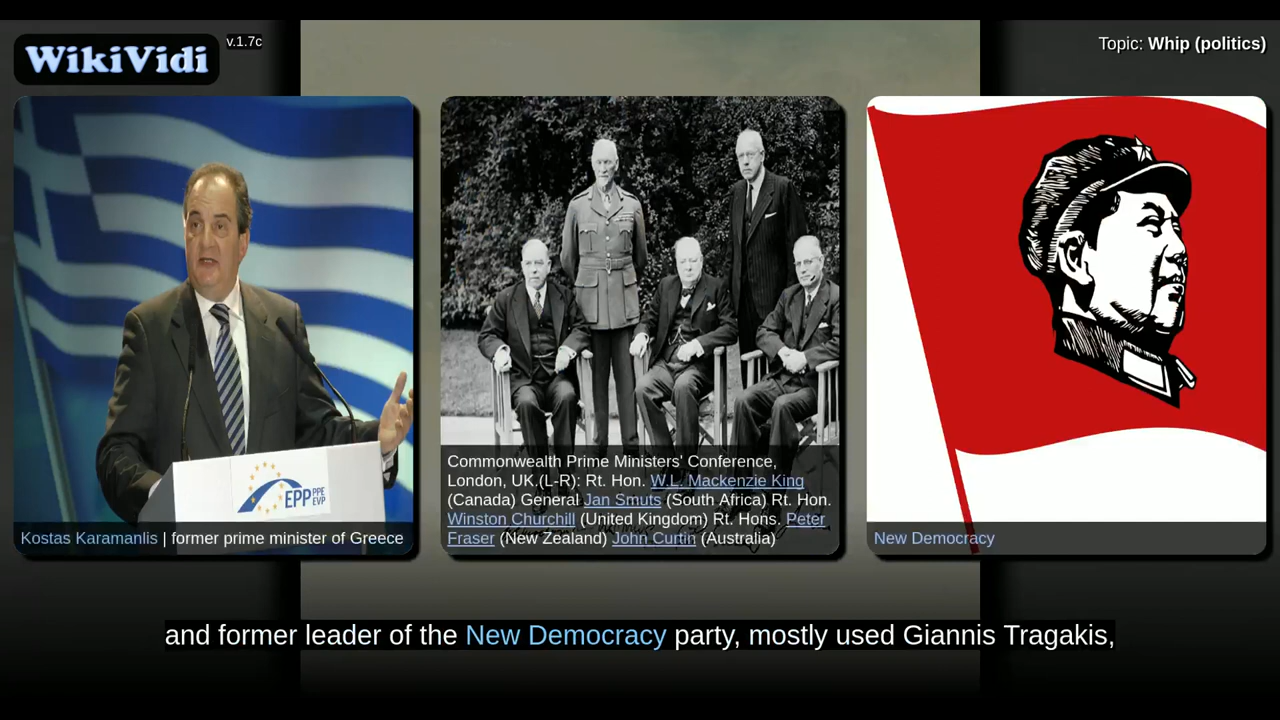 WikiVidi
v.1.7c
Topic: Whip (politics)
EPP
PPE
EVP
Kostas Karamanlis | former prime minister of Greece
Commonwealth Prime Ministers' Conference,
London, UK.(L-R): Rt. Hon. W.L. Mackenzie King
(Canada) General Jan Smuts (South Africa) Rt. Hon.
Winston Churchill (United Kingdom) Rt. Hons. Peter
Fraser (New Zealand) John Curtin (Australia)
New Democracy
and former leader of the New Democracy party, mostly used Giannis Tragakis,